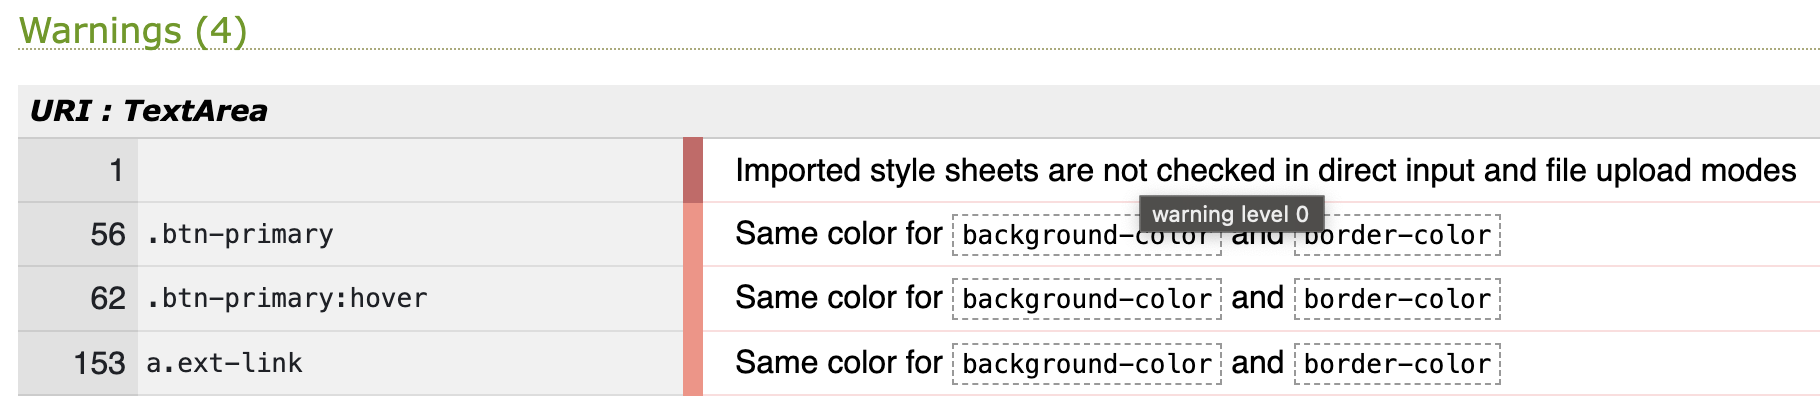 Warnings (4)
URI : TextArea
1 Imported style sheets are not checked in direct input and file upload modes
warning level 0
56 .btn-primary Same color for background-color and border-color
62 .btn-primary:hover Same color for background-color and border-color
153 a.ext-link Same color for background-color and border-color